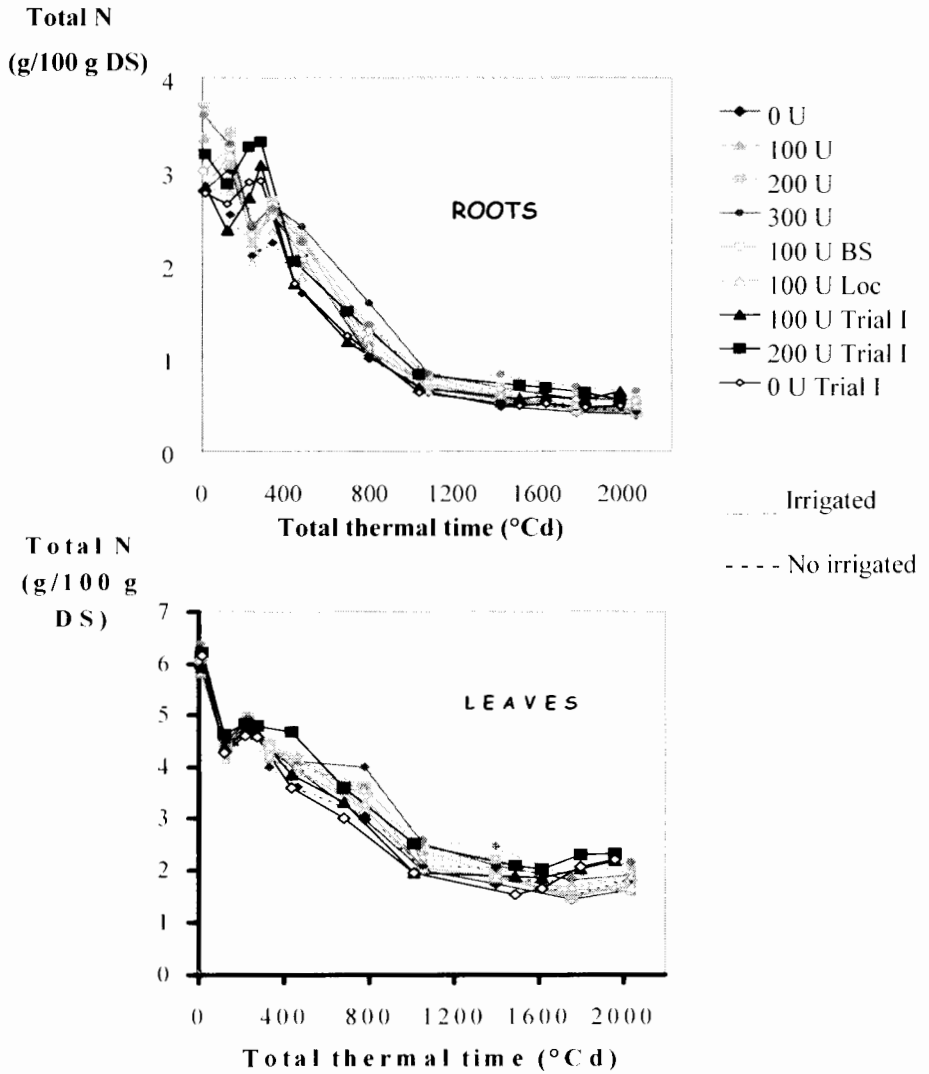 Total N
(g/100 g DS)
4
3
2
1
0
ROOTS
0 400 800 1200 1600 2000
Total thermal time (°Cd)
0 U
100 U
200 U
300 U
100 U BS
100 U Loc
100 U Trial I
200 U Trial I
0 U Trial I
Irrigated
No irrigated
Total N
(g/100 g
DS)
7
6
5
4
3
2
1
0
LEAVES
0 400 800 1200 1600 2000
Total thermal time (°Cd)